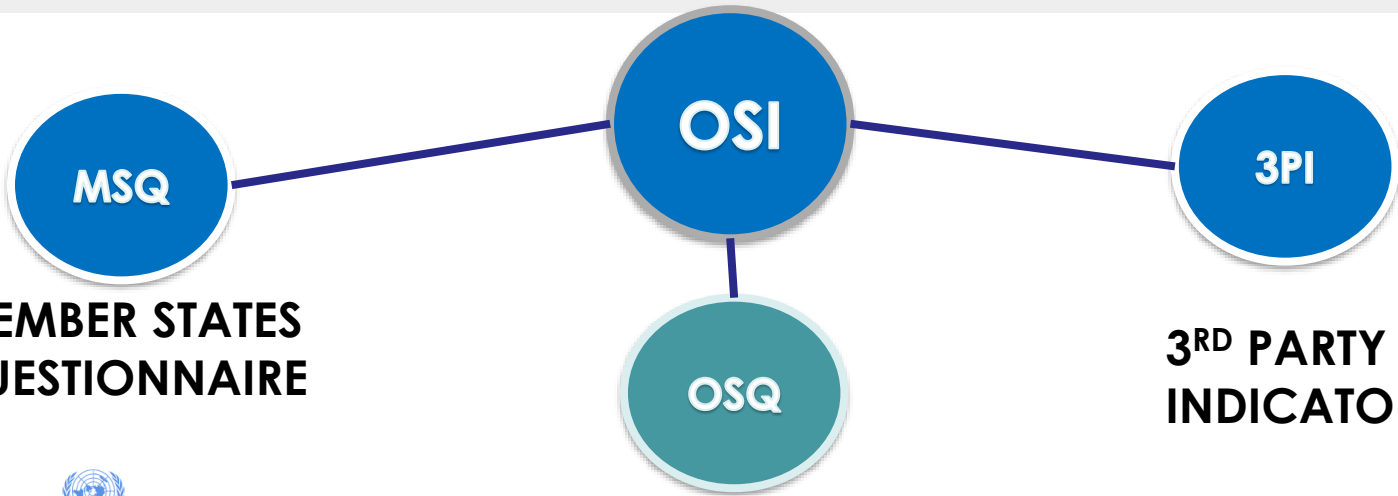 OSI
MSQ
3PI
EMBER STATES
UESTIONNAIRE
OSQ
3RD PARTY
INDICATO